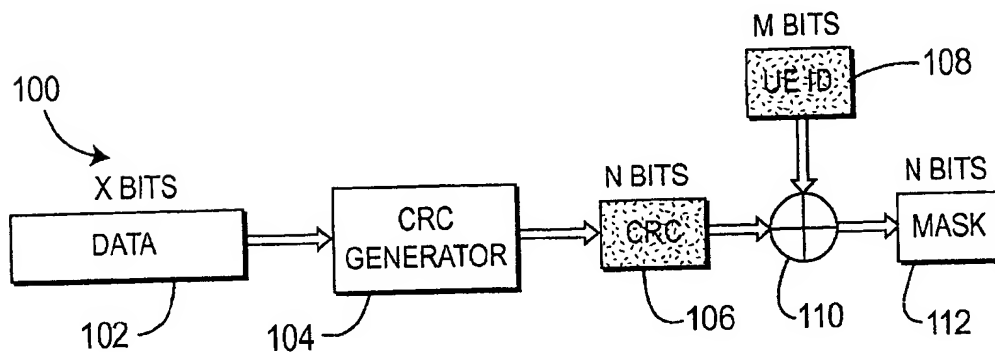 M BITS
UE ID
108
100
X BITS
DATA
CRC
GENERATOR
N BITS
CRC
N BITS
MASK
102
104
106
110
112